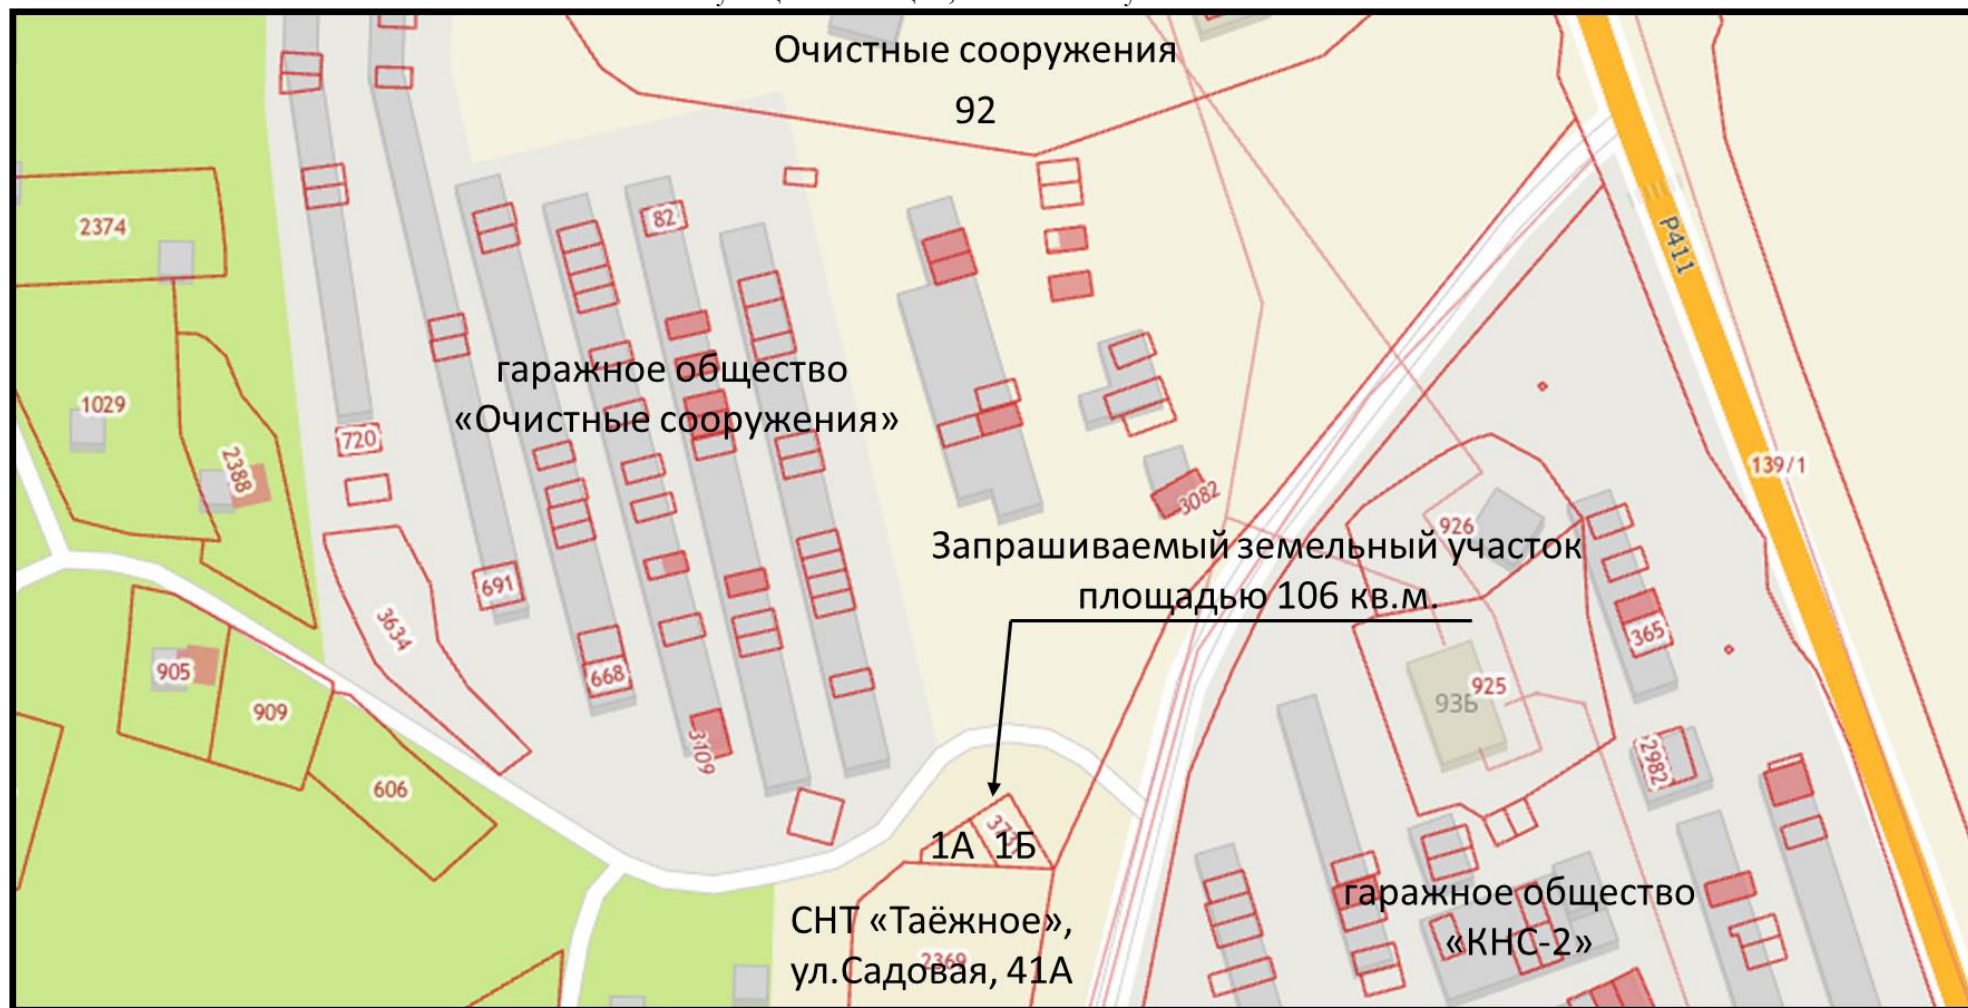 Очистные сооружения
92
2374
82
Р411
гаражное общество
«Очистные сооружения»
1029
720
2388
139/1
3082
926
Запрашиваемый земельный участок
площадью 106 кв.м.
691
3634
365
668
905
925
93Б
909
3109
2982
606
1А 1Б
гаражное общество
«КНС-2»
СНТ «Таёжное»,
ул.Садовая, 41А
2369